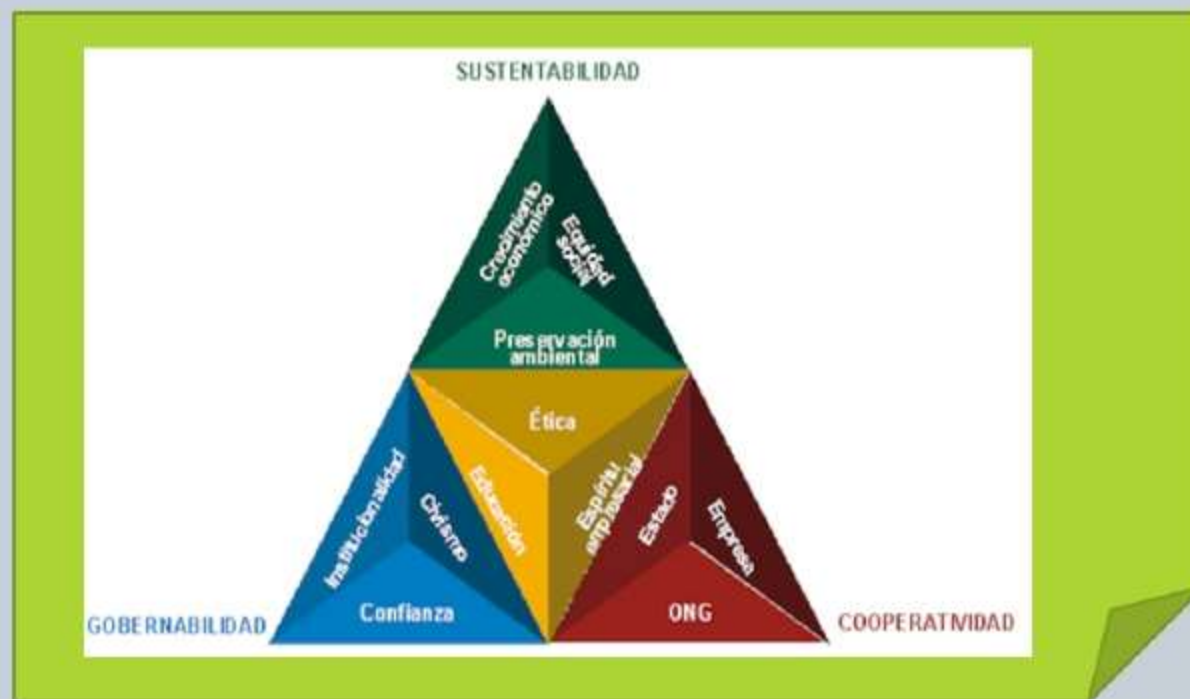 SUSTENTABILIDAD
Crecimiento
económico
Equidad
social
Preservación
ambiental
Ética
Institucionalidad
Civismo
Educación
Espíritu
empresarial
Estado
Empresa
Confianza
ONG
GOBERNABILIDAD
COOPERATIVIDAD